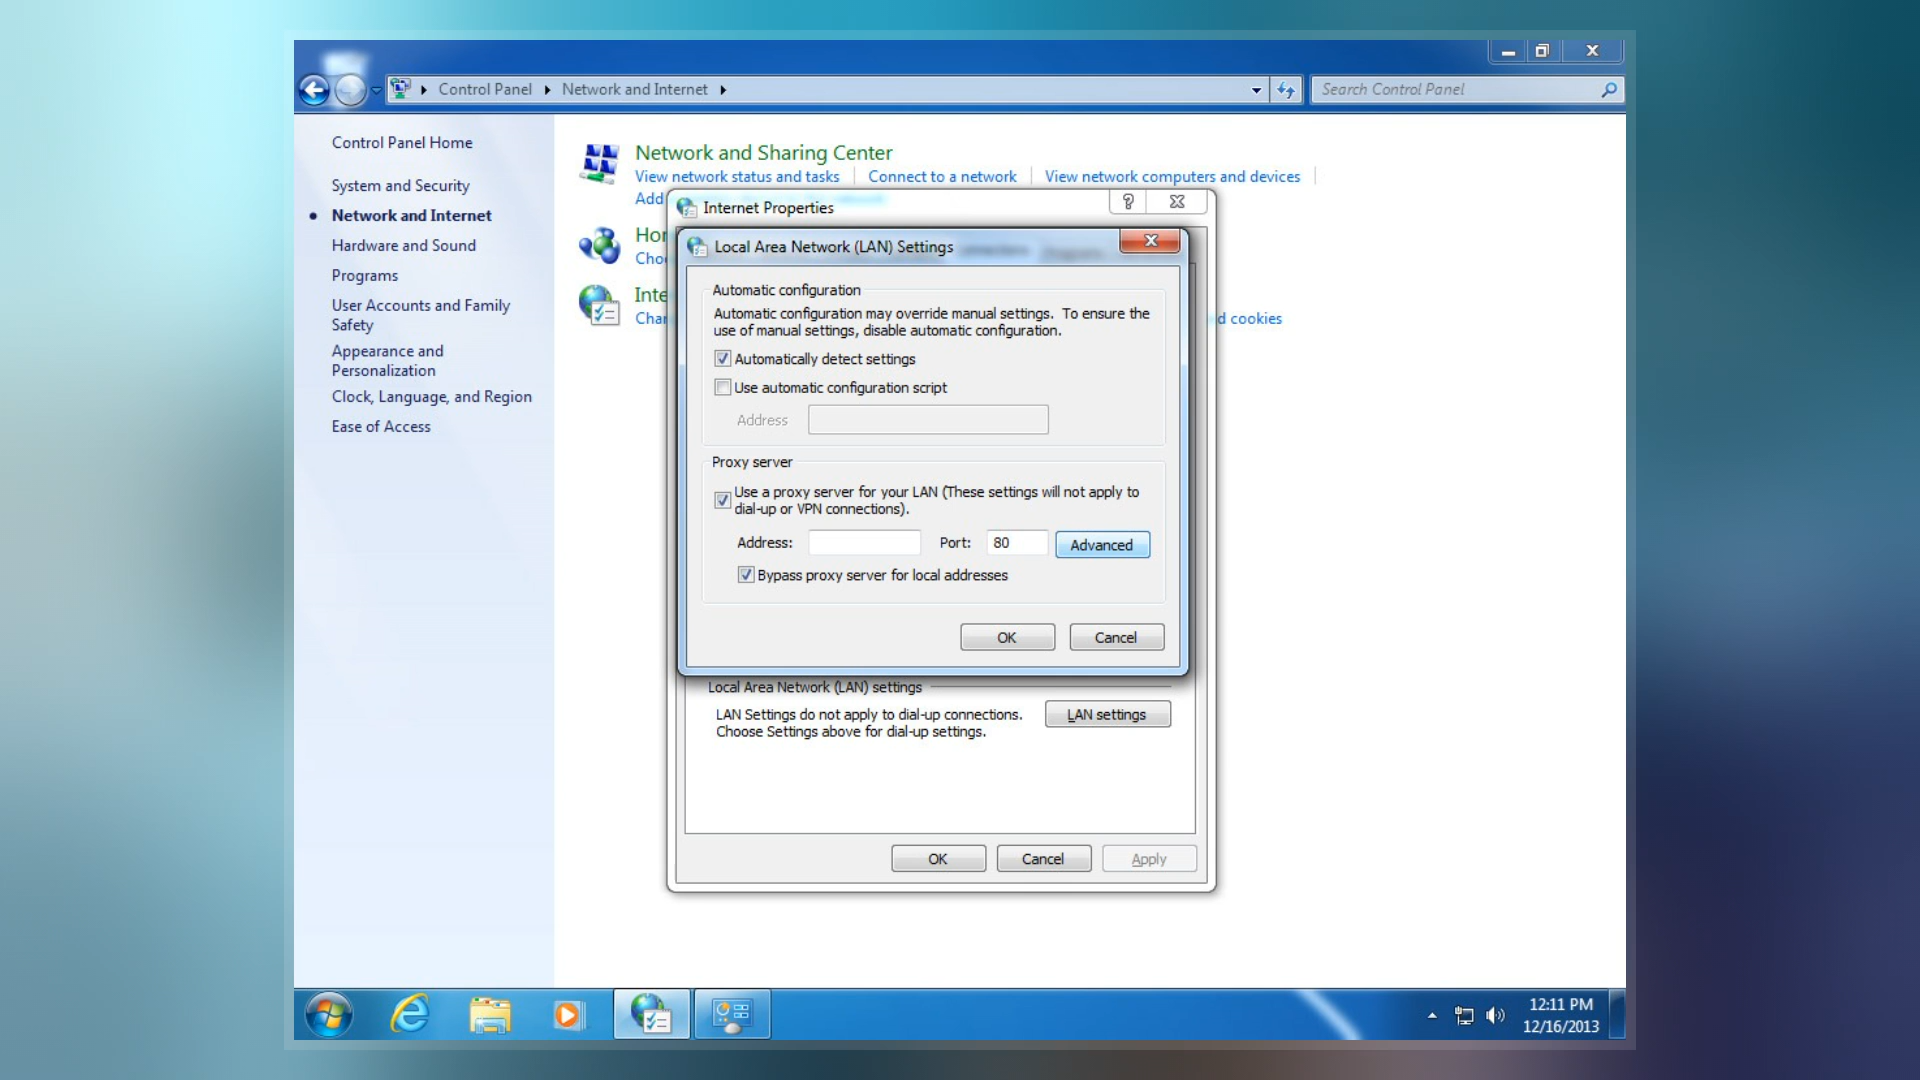 Control Panel
Network and Internet
Search Control Panel
Control Panel Home
System and Security
Network and Internet
Hardware and Sound
Programs
User Accounts and Family
Safety
Appearance and
Personalization
Clock, Language, and Region
Ease of Access
Network and Sharing Center
View network status and tasks
Connect to a network
View network computers and devices
Add
d cookies
Internet Properties
Local Area Network (LAN) Settings
Automatic configuration
Automatic configuration may override manual settings. To ensure the
use of manual settings, disable automatic configuration.
Automatically detect settings
Use automatic configuration script
Address
Proxy server
Use a proxy server for your LAN (These settings will not apply to
dial-up or VPN connections).
Address:
Port:
80
Advanced
Bypass proxy server for local addresses
OK
Cancel
Local Area Network (LAN) settings
LAN Settings do not apply to dial-up connections.
Choose Settings above for dial-up settings.
LAN settings
OK
Cancel
Apply
12:11 PM
12/16/2013